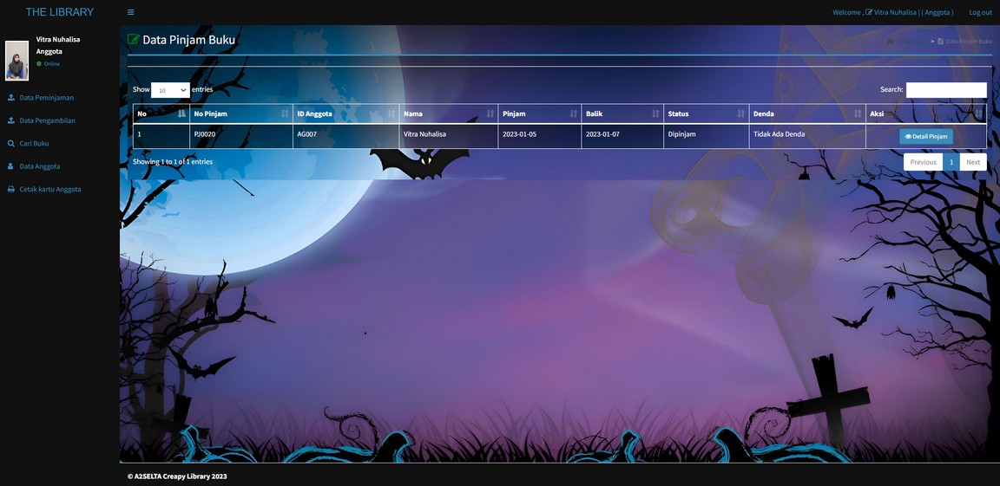 THE LIBRARY
Welcome , Vitra Nuhalisa | ( Anggota )
Log out
Vitra Nuhalisa
Anggota
Online
Data Peminjaman
Data Pengambilan
Cari Buku
Data Anggota
Cetak kartu Anggota
Data Pinjam Buku
> Data Pinjam Buku
Show 10 entries
Search:
No No Pinjam ID Anggota Nama Pinjam Balik Status Denda Aksi
1 PJ0020 AG007 Vitra Nuhalisa 2023-01-05 2023-01-07 Dipinjam Tidak Ada Denda Detail Pinjam
Showing 1 to 1 of 1 entries
Previous 1 Next
© A2SELTA Creapy Library 2023